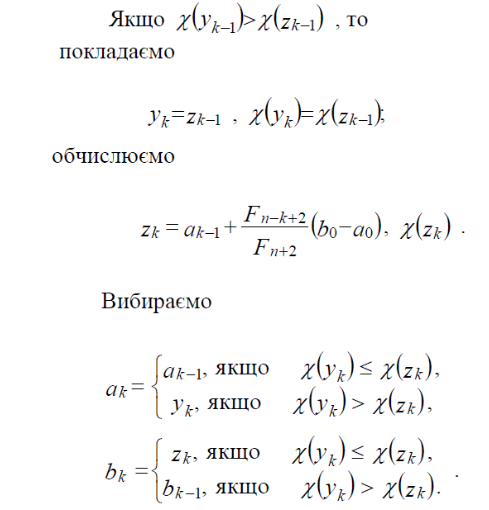 Якщо χ(y_{k−1})>χ(z_{k−1}) , то
покладаємо
y_k=z_{k−1} , χ(y_k)=χ(z_{k−1});
обчислюємо
z_k = a_{k−1} + \frac{F_{n−k+2}}{F_{n+2}}(b_0−a_0), χ(z_k) .
Вибираємо
a_k = { a_{k−1}, якщо χ(y_k) ≤ χ(z_k),
y_k, якщо χ(y_k) > χ(z_k),
b_k = { z_k, якщо χ(y_k) ≤ χ(z_k),
b_{k−1}, якщо χ(y_k) > χ(z_k). .